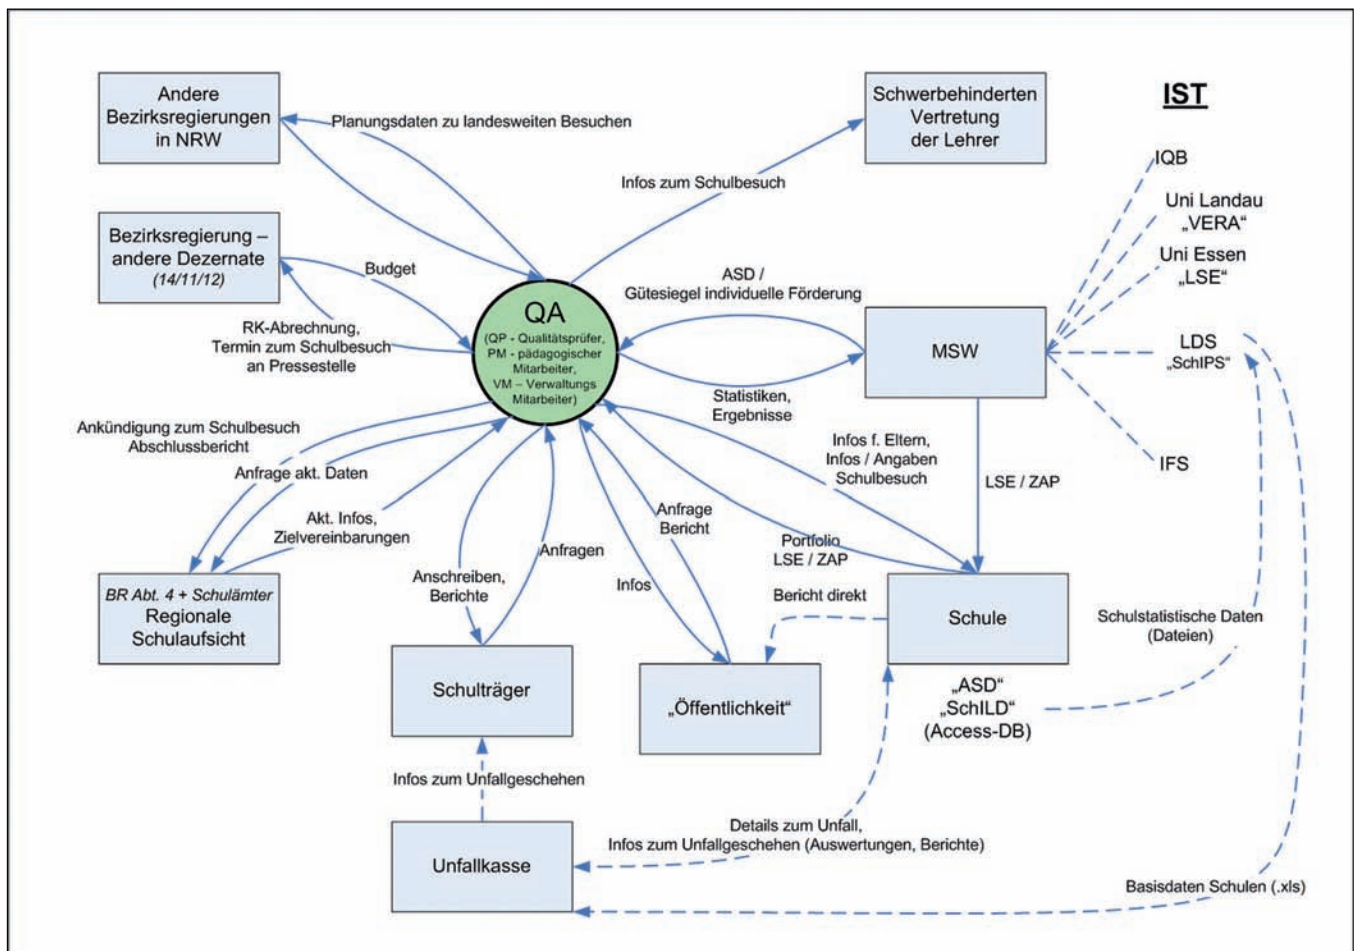 Andere
Bezirksregierungen
in NRW
Planungsdaten zu landesweiten Besuchen
Schwerbehinderten
Vertretung
der Lehrer
IST
IQB
Infos zum Schulbesuch
Uni Landau
„VERA“
Bezirksregierung –
andere Dezernate
(14/11/12)
Budget
Uni Essen
„LSE“
ASD /
Gütesiegel individuelle Förderung
QA
(QP - Qualitätsprüfer,
PM - pädagogischer
Mitarbeiter,
VM – Verwaltungs
Mitarbeiter)
RK-Abrechnung,
Termin zum Schulbesuch
an Pressestelle
MSW
LDS
„SchIPS“
Statistiken,
Ergebnisse
Ankündigung zum Schulbesuch
Abschlussbericht
Infos f. Eltern,
Infos / Angaben
Schulbesuch
IFS
Anfrage akt. Daten
LSE / ZAP
Akt. Infos,
Zielvereinbarungen
Anfrage
Bericht
Portfolio
LSE / ZAP
Anfragen
Anschreiben,
Berichte
Infos
BR Abt. 4 + Schulämter
Regionale
Schulaufsicht
Bericht direkt
Schule
Schulstatistische Daten
(Dateien)
Schulträger
„Öffentlichkeit“
„ASD“
„SchILD“
(Access-DB)
Infos zum Unfallgeschehen
Details zum Unfall,
Infos zum Unfallgeschehen (Auswertungen, Berichte)
Unfallkasse
Basisdaten Schulen (.xls)